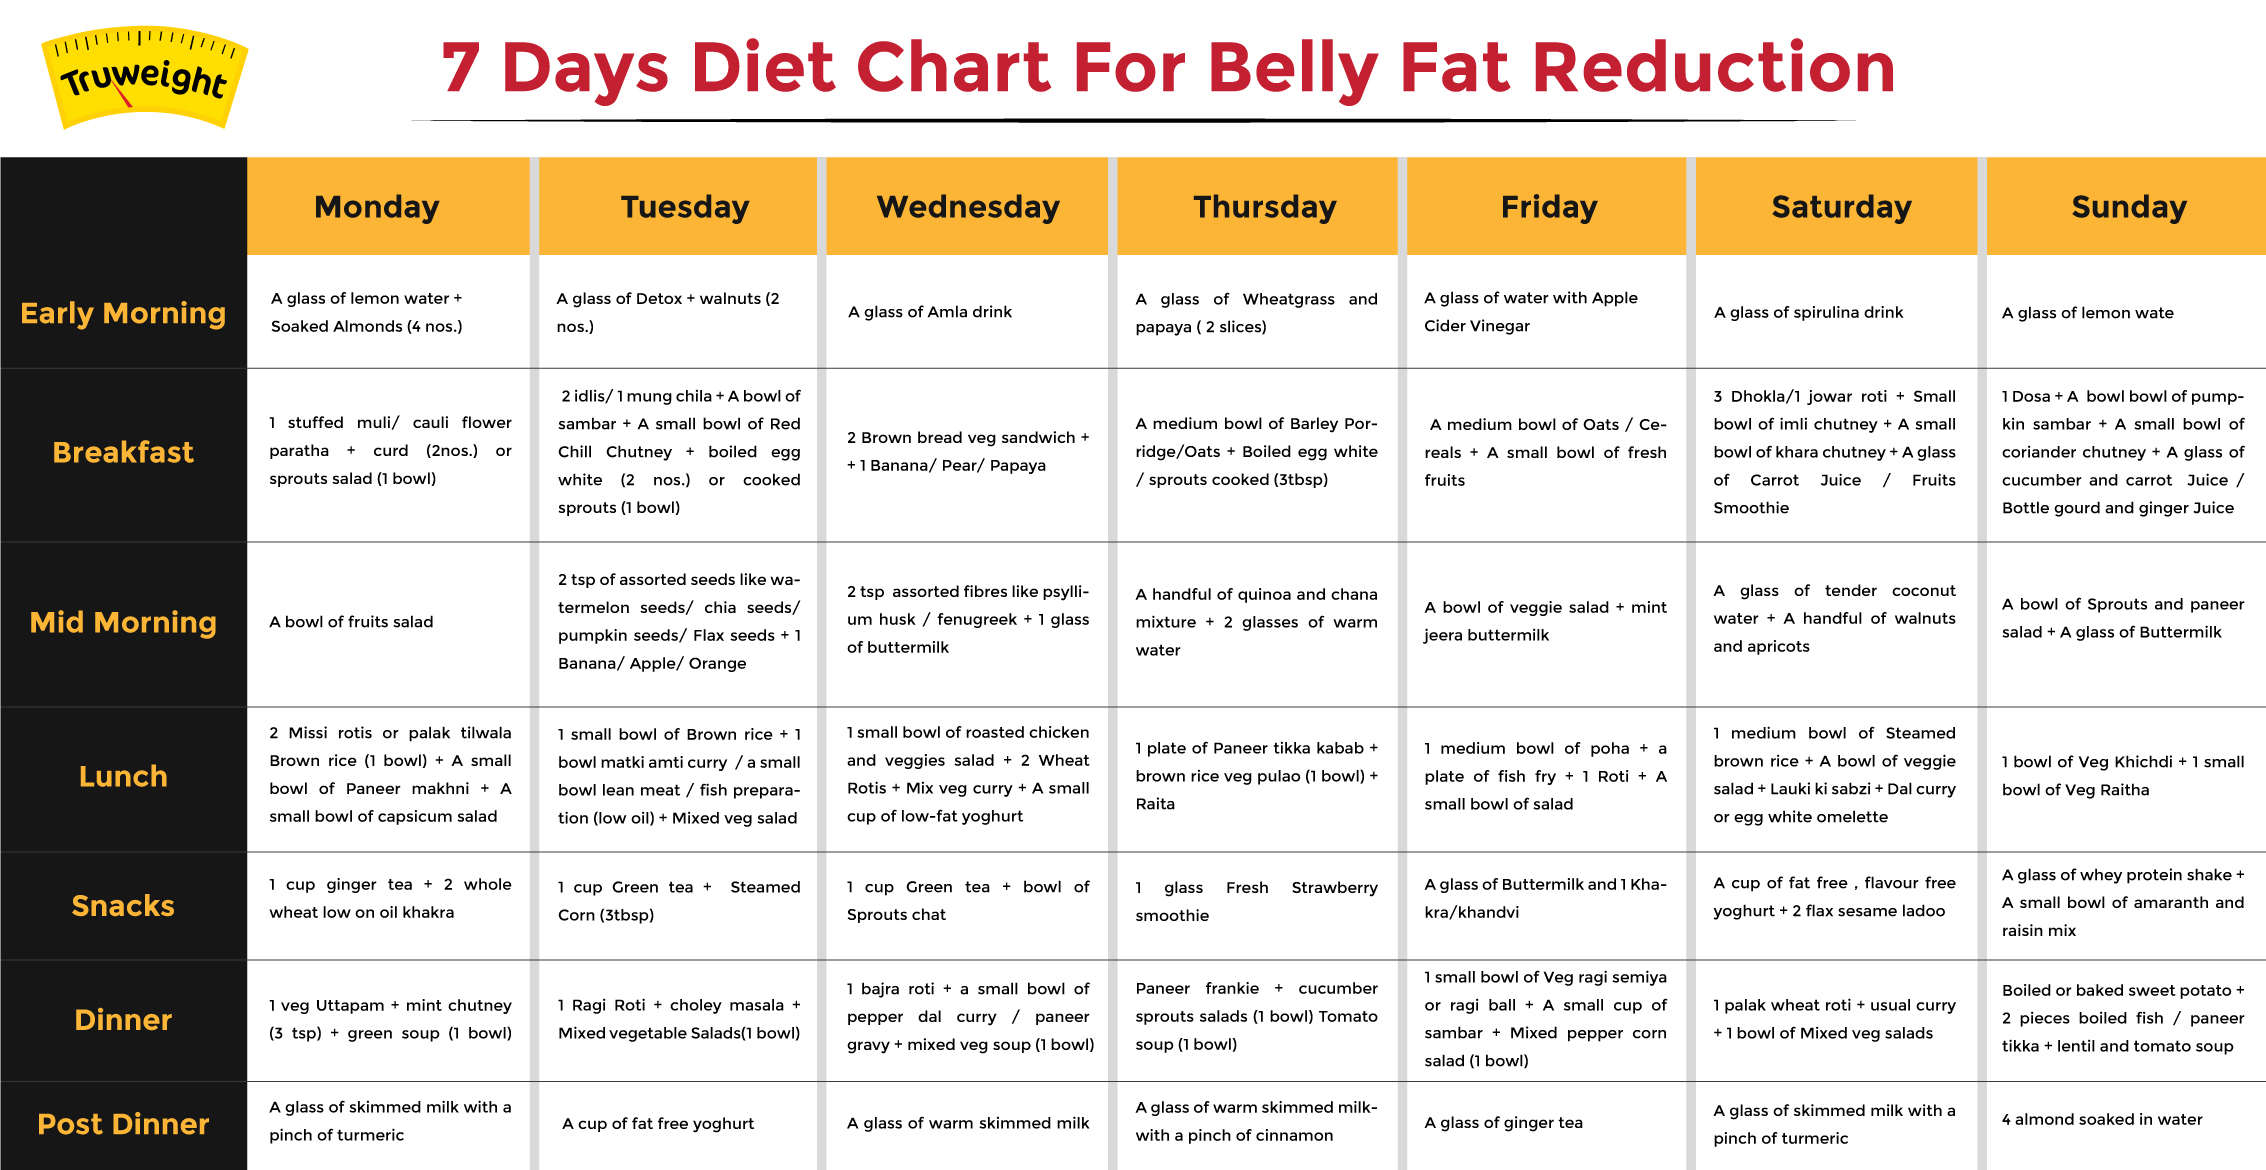 Truweight
7 Days Diet Chart For Belly Fat Reduction
Monday
Tuesday
Wednesday
Thursday
Friday
Saturday
Sunday
Early Morning
A glass of lemon water +
Soaked Almonds (4 nos.)
A glass of Detox + walnuts (2
nos.)
A glass of Amla drink
A glass of Wheatgrass and
papaya ( 2 slices)
A glass of water with Apple
Cider Vinegar
A glass of spirulina drink
A glass of lemon wate
Breakfast
1 stuffed muli/ cauli flower
paratha + curd (2nos.) or
sprouts salad (1 bowl)
2 idlis/ 1 mung chila + A bowl of
sambar + A small bowl of Red
Chill Chutney + boiled egg
white (2 nos.) or cooked
sprouts (1 bowl)
2 Brown bread veg sandwich +
+ 1 Banana/ Pear/ Papaya
A medium bowl of Barley Por-
ridge/Oats + Boiled egg white
/ sprouts cooked (3tbsp)
A medium bowl of Oats / Ce-
reals + A small bowl of fresh
fruits
3 Dhokla/1 jowar roti + Small
bowl of imli chutney + A small
bowl of khara chutney + A glass
of Carrot Juice / Fruits
Smoothie
1 Dosa + A bowl bowl of pump-
kin sambar + A small bowl of
coriander chutney + A glass of
cucumber and carrot Juice /
Bottle gourd and ginger Juice
Mid Morning
A bowl of fruits salad
2 tsp of assorted seeds like wa-
termelon seeds/ chia seeds/
pumpkin seeds/ Flax seeds + 1
Banana/ Apple/ Orange
2 tsp assorted fibres like psylli-
um husk / fenugreek + 1 glass
of buttermilk
A handful of quinoa and chana
mixture + 2 glasses of warm
water
A bowl of veggie salad + mint
jeera buttermilk
A glass of tender coconut
water + A handful of walnuts
and apricots
A bowl of Sprouts and paneer
salad + A glass of Buttermilk
Lunch
2 Missi rotis or palak tilwala
Brown rice (1 bowl) + A small
bowl of Paneer makhni + A
small bowl of capsicum salad
1 small bowl of Brown rice + 1
bowl matki amti curry / a small
bowl lean meat / fish prepara-
tion (low oil) + Mixed veg salad
1 small bowl of roasted chicken
and veggies salad + 2 Wheat
Rotis + Mix veg curry + A small
cup of low-fat yoghurt
1 plate of Paneer tikka kabab +
brown rice veg pulao (1 bowl) +
Raita
1 medium bowl of poha + a
plate of fish fry + 1 Roti + A
small bowl of salad
1 medium bowl of Steamed
brown rice + A bowl of veggie
salad + Lauki ki sabzi + Dal curry
or egg white omelette
1 bowl of Veg Khichdi + 1 small
bowl of Veg Raitha
Snacks
1 cup ginger tea + 2 whole
wheat low on oil khakra
1 cup Green tea + Steamed
Corn (3tbsp)
1 cup Green tea + bowl of
Sprouts chat
1 glass Fresh Strawberry
smoothie
A glass of Buttermilk and 1 Kha-
kra/khandvi
A cup of fat free , flavour free
yoghurt + 2 flax sesame ladoo
A glass of whey protein shake +
A small bowl of amaranth and
raisin mix
Dinner
1 veg Uttapam + mint chutney
(3 tsp) + green soup (1 bowl)
1 Ragi Roti + choley masala +
Mixed vegetable Salads(1 bowl)
1 bajra roti + a small bowl of
pepper dal curry / paneer
gravy + mixed veg soup (1 bowl)
Paneer frankie + cucumber
sprouts salads (1 bowl) Tomato
soup (1 bowl)
1 small bowl of Veg ragi semiya
or ragi ball + A small cup of
sambar + Mixed pepper corn
salad (1 bowl)
1 palak wheat roti + usual curry
+ 1 bowl of Mixed veg salads
Boiled or baked sweet potato +
2 pieces boiled fish / paneer
tikka + lentil and tomato soup
Post Dinner
A glass of skimmed milk with a
pinch of turmeric
A cup of fat free yoghurt
A glass of warm skimmed milk
A glass of warm skimmed milk-
with a pinch of cinnamon
A glass of ginger tea
A glass of skimmed milk with a
pinch of turmeric
4 almond soaked in water